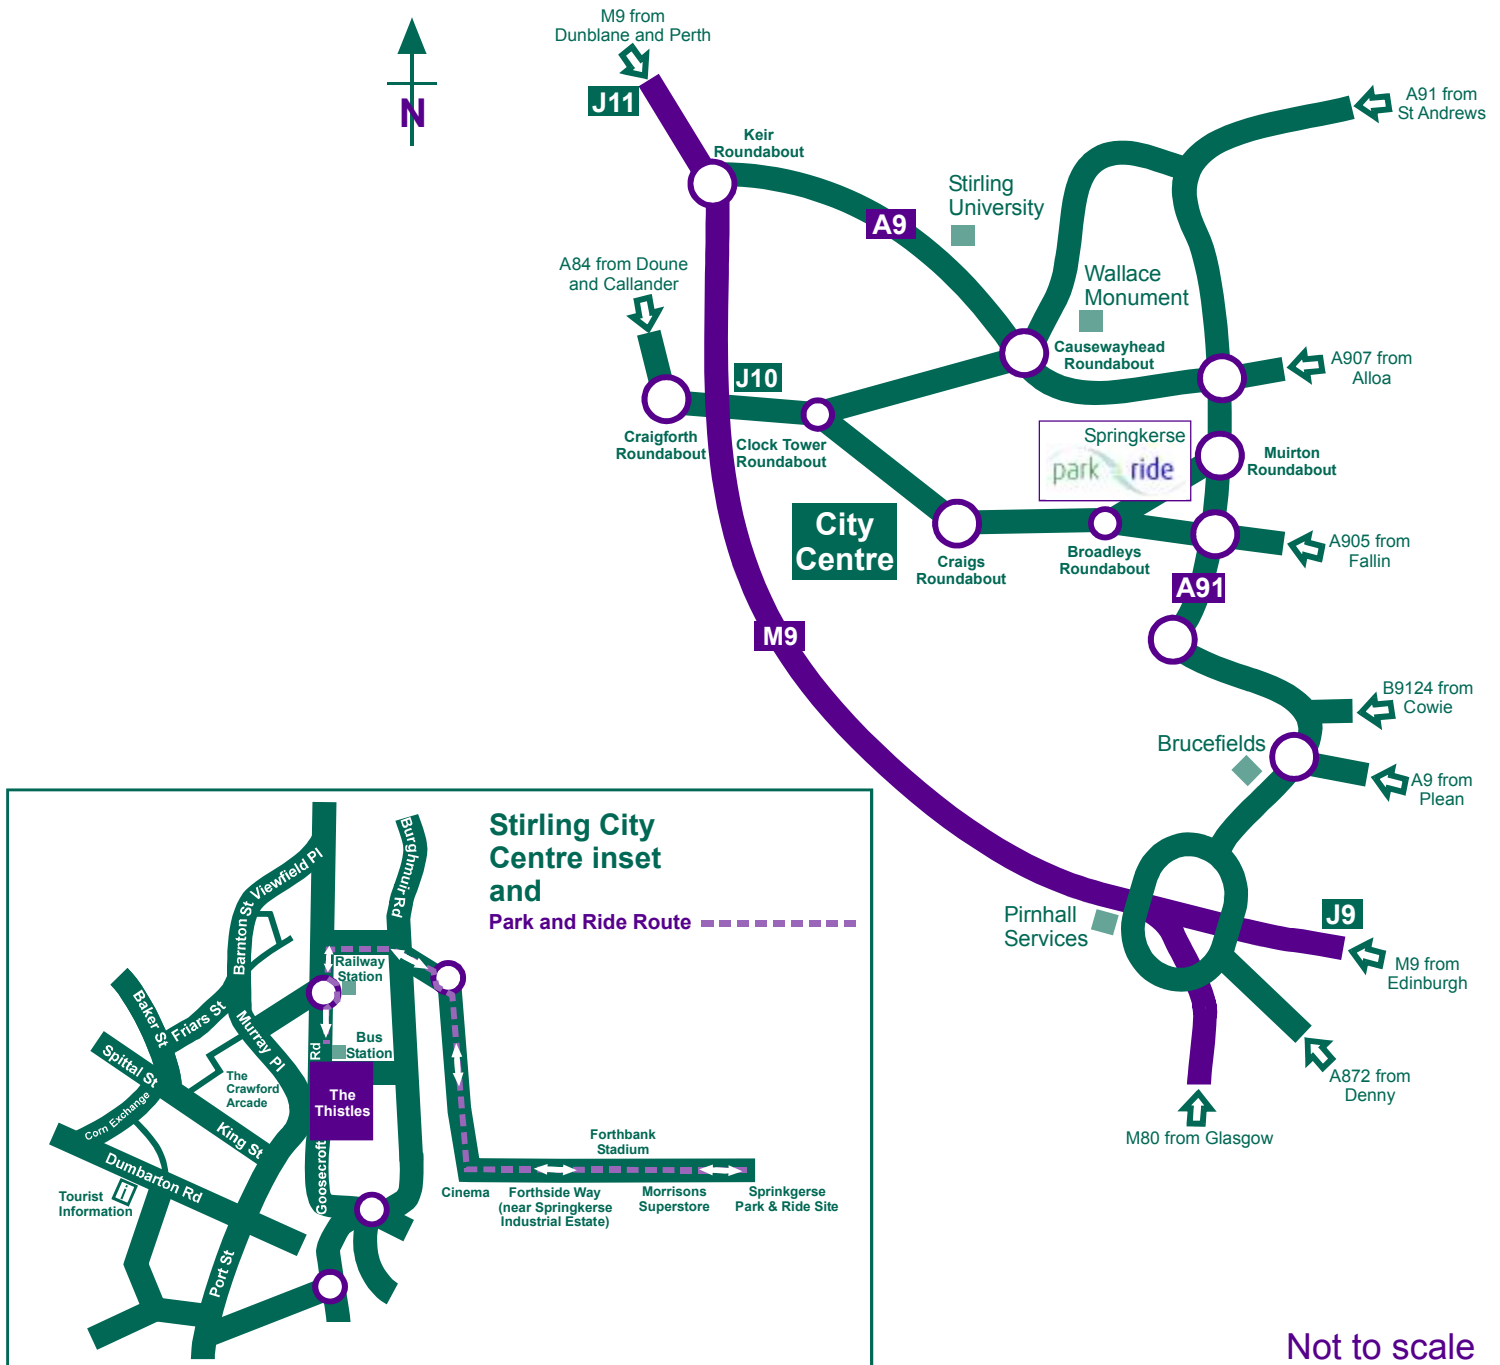 M9 from
Dunblane and Perth
N
J11
A91 from
St Andrews
Keir
Roundabout
Stirling
University
A9
A84 from Doune
and Callander
Wallace
Monument
Causewayhead
Roundabout
A907 from
Alloa
J10
Craigforth
Roundabout
Clock Tower
Roundabout
Springkerse
park ride
Muirton
Roundabout
City
Centre
Craigs
Roundabout
Broadleys
Roundabout
A905 from
Fallin
A91
M9
B9124 from
Cowie
Brucefields
A9 from
Plean
Pirnhall
Services
J9
M9 from
Edinburgh
A872 from
Denny
M80 from Glasgow
Stirling City
Centre inset
and
Park and Ride Route
Burghmuir Rd
Viewfield Pl
Barnton St
Railway
Station
Baker St
Friars St
Murray Pl
Bus
Station
Rd
Spittal St
The
Crawford
Arcade
The
Thistles
Corn Exchange
King St
Goosecroft
Dumbarton Rd
Tourist
Information
i
Port St
Forthbank
Stadium
Cinema
Forthside Way
(near Springkerse
Industrial Estate)
Morrisons
Superstore
Sprinkgerse
Park & Ride Site
Not to scale